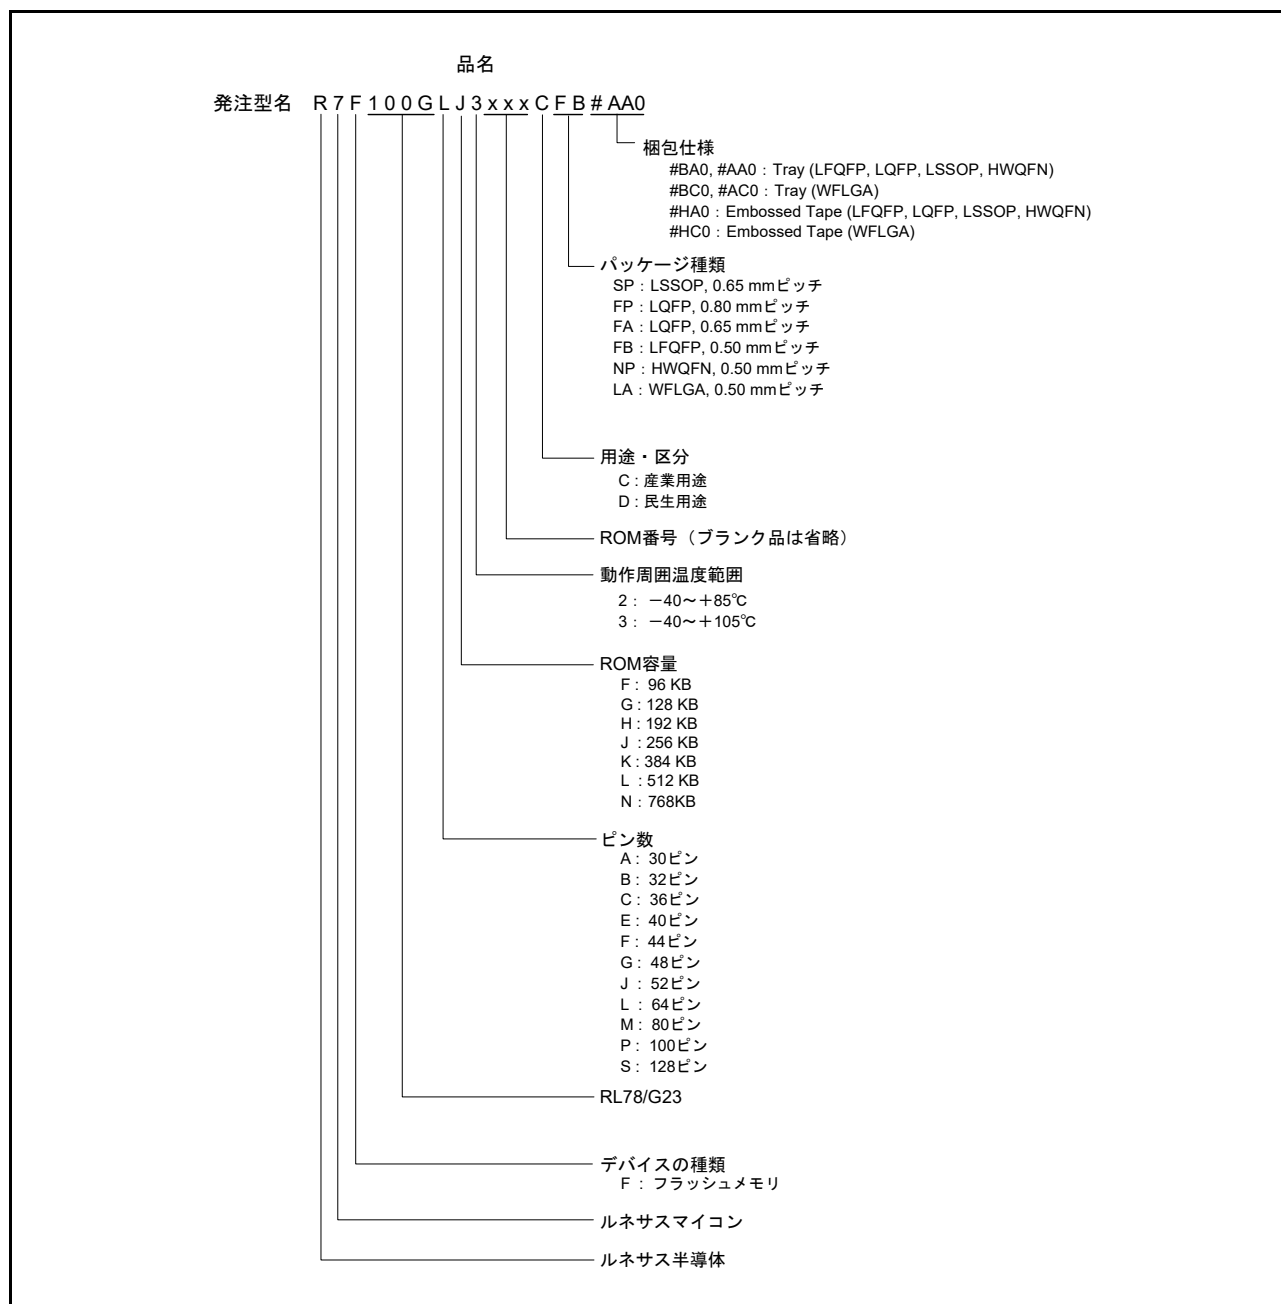 品名
発注型名 R 7 F 1 0 0 G L J 3 x x x C F B # AA0
梱包仕様
#BA0, #AA0 : Tray (LFQFP, LQFP, LSSOP, HWQFN)
#BC0, #AC0 : Tray (WFLGA)
#HA0 : Embossed Tape (LFQFP, LQFP, LSSOP, HWQFN)
#HC0 : Embossed Tape (WFLGA)
パッケージ種類
SP : LSSOP, 0.65 mmピッチ
FP : LQFP, 0.80 mmピッチ
FA : LQFP, 0.65 mmピッチ
FB : LFQFP, 0.50 mmピッチ
NP : HWQFN, 0.50 mmピッチ
LA : WFLGA, 0.50 mmピッチ
用途・区分
C : 産業用途
D : 民生用途
ROM番号（ブランク品は省略）
動作周囲温度範囲
2 : －40～＋85℃
3 : －40～＋105℃
ROM容量
F : 96 KB
G : 128 KB
H : 192 KB
J : 256 KB
K : 384 KB
L : 512 KB
N : 768KB
ピン数
A : 30ピン
B : 32ピン
C : 36ピン
E : 40ピン
F : 44ピン
G : 48ピン
J : 52ピン
L : 64ピン
M : 80ピン
P : 100ピン
S : 128ピン
RL78/G23
デバイスの種類
F : フラッシュメモリ
ルネサスマイコン
ルネサス半導体